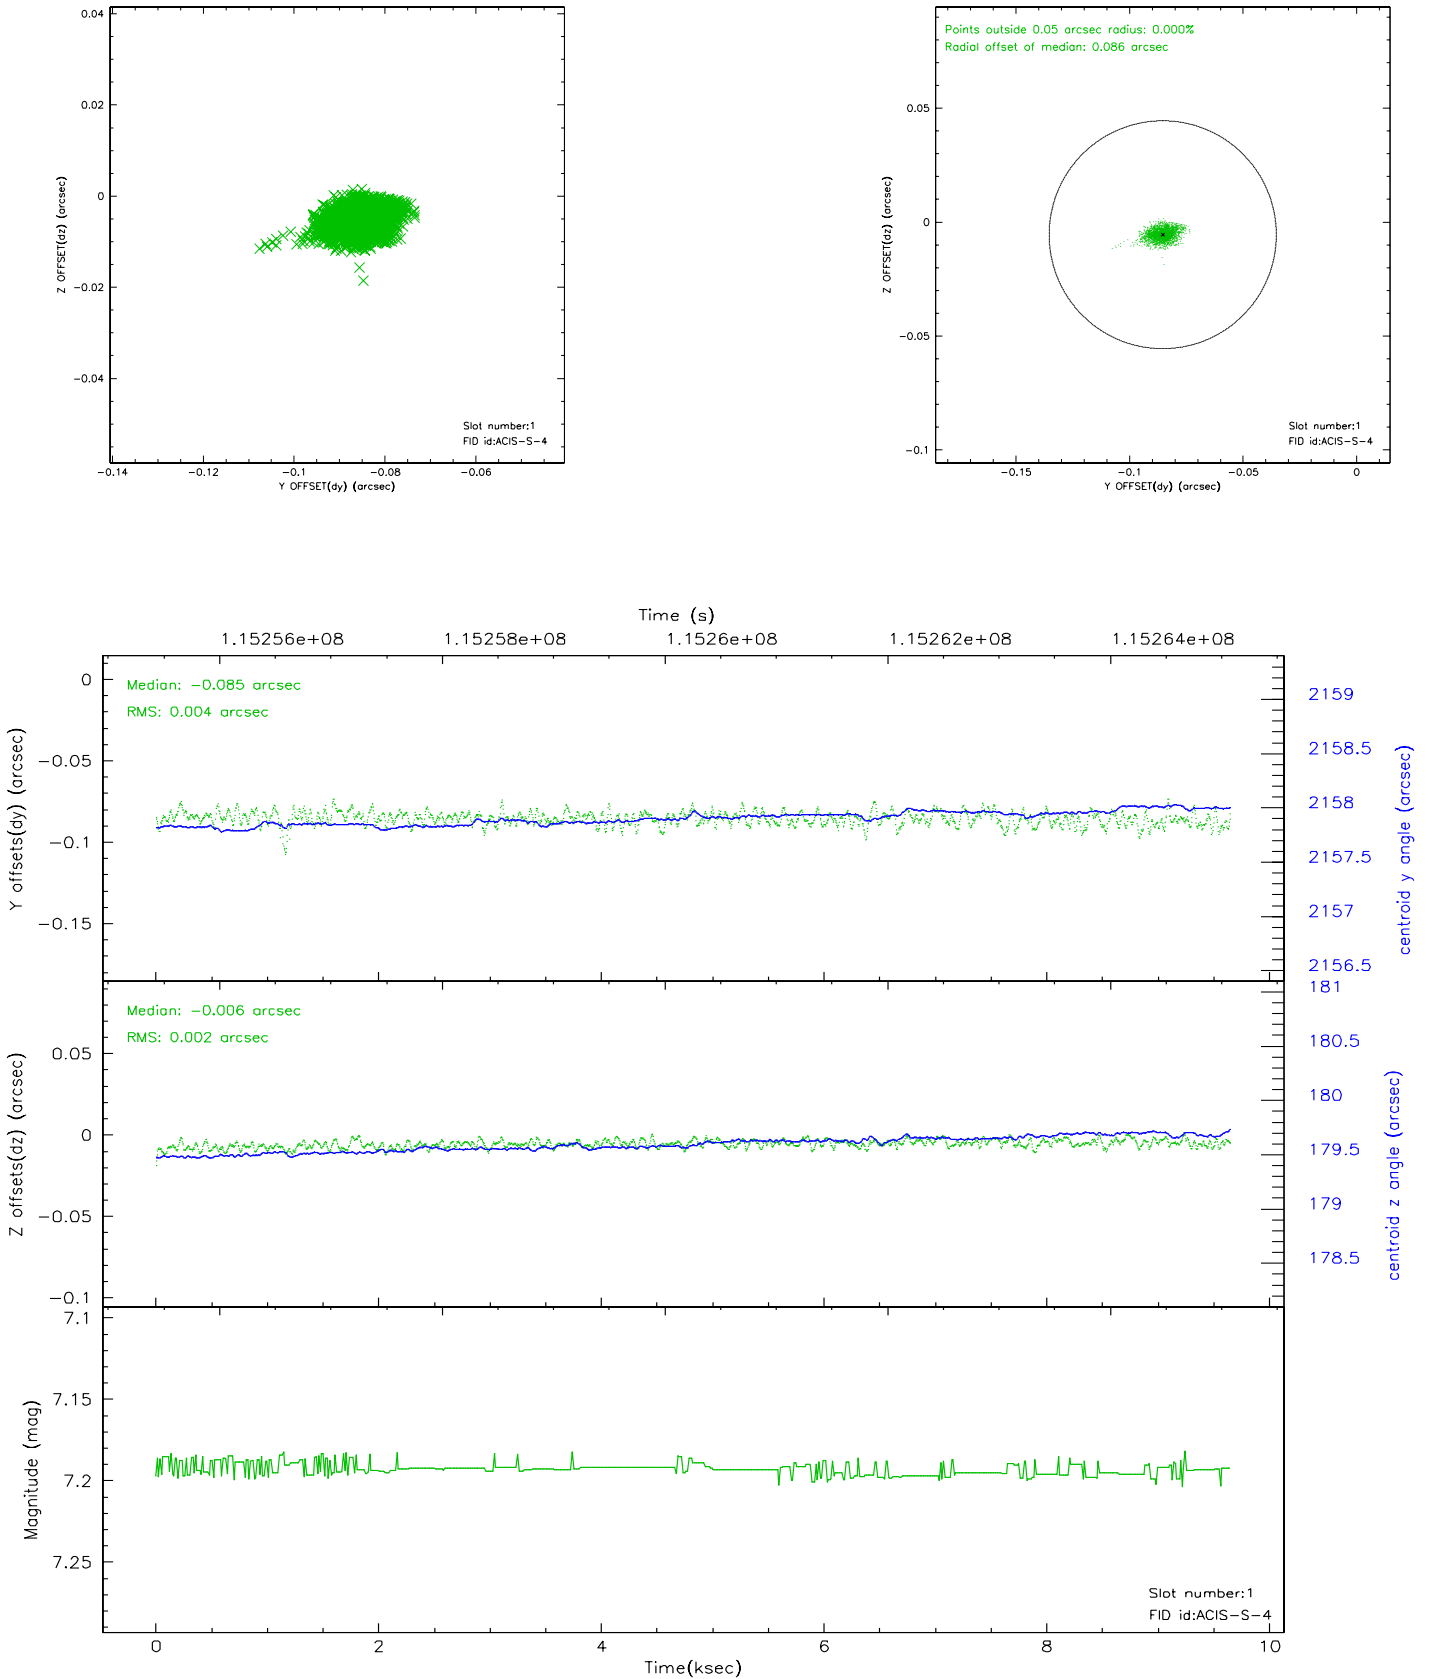 0.04
0.02
0
−0.02
−0.04
Z OFFSET(dz) (arcsec)
Slot number:1
FID id:ACIS−S−4
−0.14 −0.12 −0.1 −0.08 −0.06
Y OFFSET(dy) (arcsec)
Points outside 0.05 arcsec radius: 0.000%
Radial offset of median: 0.086 arcsec
0.05
0
−0.05
−0.1
Z OFFSET(dz) (arcsec)
Slot number:1
FID id:ACIS−S−4
−0.15 −0.1 −0.05 0
Y OFFSET(dy) (arcsec)
Time (s)
1.15256e+08 1.15258e+08 1.1526e+08 1.15262e+08 1.15264e+08
Median: −0.085 arcsec
RMS: 0.004 arcsec
0
−0.05
−0.1
−0.15
Y offsets(dy) (arcsec)
2159
2158.5
2158
2157.5
2157
2156.5
centroid y angle (arcsec)
Median: −0.006 arcsec
RMS: 0.002 arcsec
0.05
0
−0.05
−0.1
Z offsets(dz) (arcsec)
181
180.5
180
179.5
179
178.5
centroid z angle (arcsec)
7.1
7.15
7.2
7.25
Magnitude (mag)
Slot number:1
FID id:ACIS−S−4
0 2 4 6 8 10
Time(ksec)